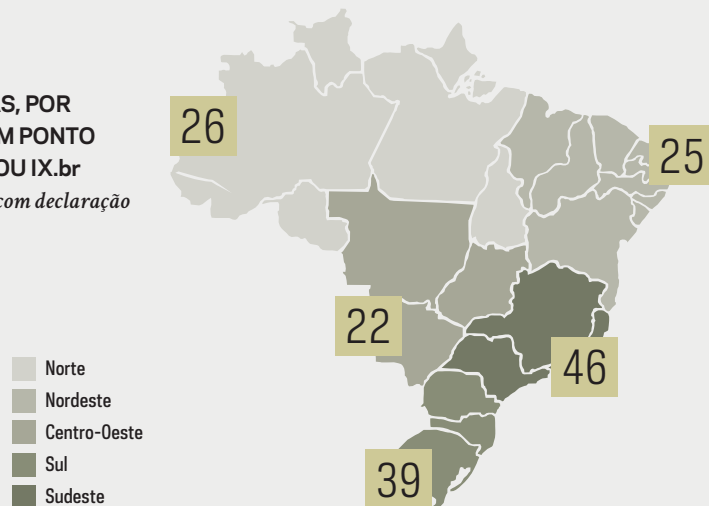 S, POR
M PONTO
OU IX.br
com declaração
26
25
22
46
39
Norte
Nordeste
Centro-Oeste
Sul
Sudeste